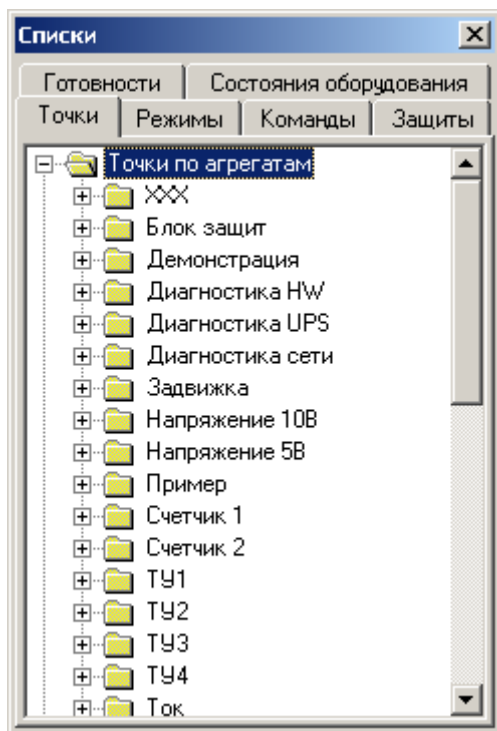 Списки
Готовности Состояния оборудования
Точки Режимы Команды Защиты
Точки по агрегатам
XXX
Блок защит
Демонстрация
Диагностика HW
Диагностика UPS
Диагностика сети
Задвижка
Напряжение 10В
Напряжение 5В
Пример
Счетчик 1
Счетчик 2
ТУ1
ТУ2
ТУ3
ТУ4
Ток